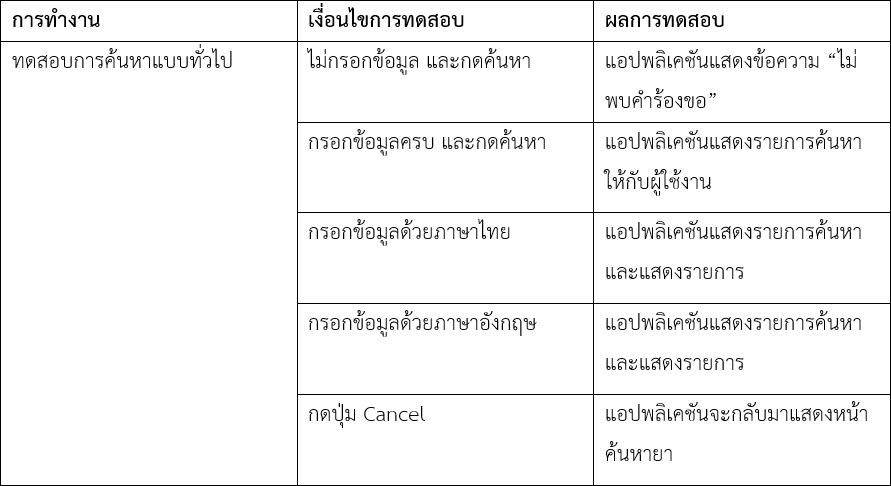 การทำงาน เงื่อนไขการทดสอบ ผลการทดสอบ
ทดสอบการค้นหาแบบทั่วไป ไม่กรอกข้อมูล และกดค้นหา แอปพลิเคชันแสดงข้อความ “ไม่
พบคำร้องขอ”
กรอกข้อมูลครบ และกดค้นหา แอปพลิเคชันแสดงรายการค้นหา
ให้กับผู้ใช้งาน
กรอกข้อมูลด้วยภาษาไทย แอปพลิเคชันแสดงรายการค้นหา
และแสดงรายการ
กรอกข้อมูลด้วยภาษาอังกฤษ แอปพลิเคชันแสดงรายการค้นหา
และแสดงรายการ
กดปุ่ม Cancel แอปพลิเคชันจะกลับมาแสดงหน้า
ค้นหายา